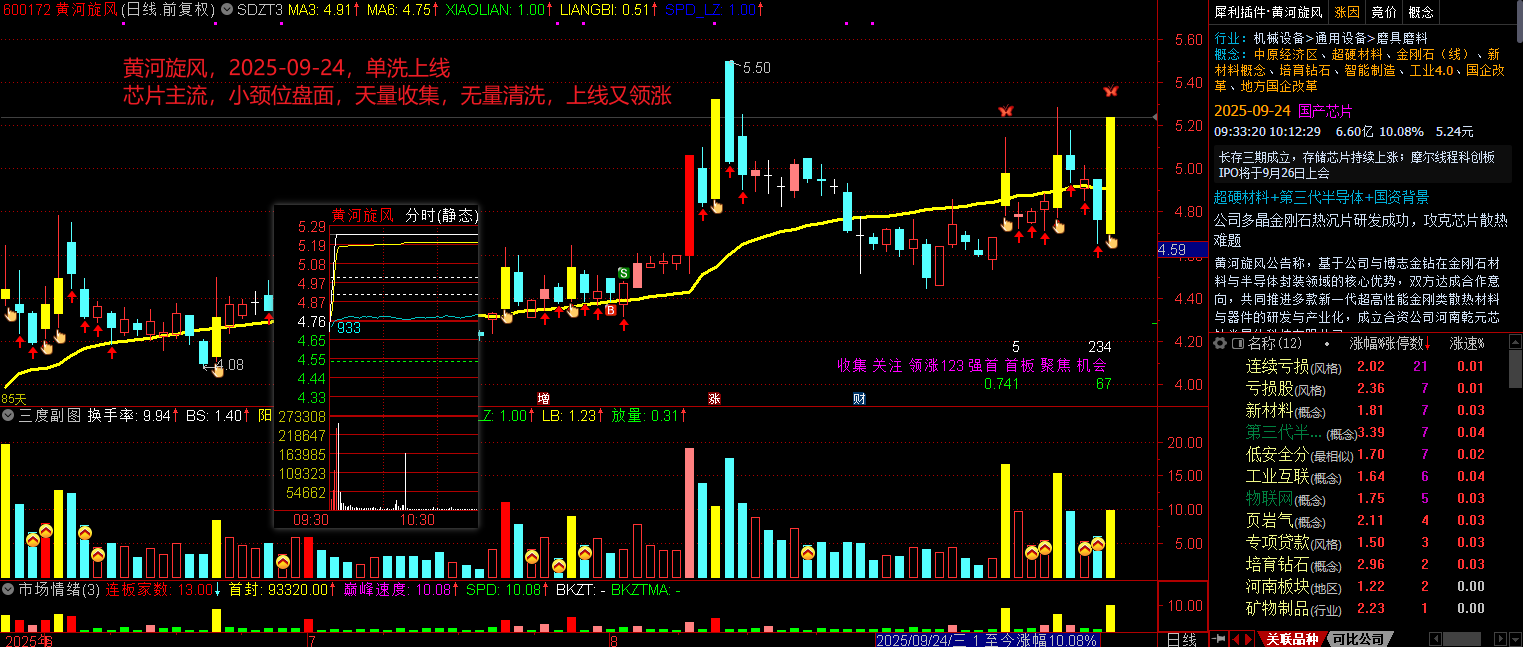 600172 黄河旋风(日线.前复权) SDZT3 MA3: 4.91↑ MA6: 4.75↑ XIAOLIAN: 1.00↑ LIANGBI: 0.51↑ SPD_LZ 1.00↑
黄河旋风，2025-09-24，单洗上线
芯片主流，小颈位盘面，天量收集，无量清洗，上线又领涨
5.50
5.60
5.40
5.20
5.00
4.80
4.59
4.40
4.20
4.00
黄河旋风 分时(静态)
5.29
5.19
5.08
4.97
4.87
4.76
4.65
4.55
4.44
4.33
933
273308
218647
163985
109323
54662
09:30 10:30
S
B
4.08
85天
5 234
收集 关注 领涨123 强首 首板 聚焦 机会
0.741 67
增 涨 财
三度副图 换手率: 9.94↑ BS: 1.40↑ 阳
Z: 1.00↑ LB: 1.23↑ 放量: 0.31↑
20.00
15.00
10.00
5.00
市场情绪(3) 连板家数: 13.00↓ 首封: 93320.00↑ 巅峰速度: 10.08↑ SPD: 10.08↑ BKZT: - BKZTMA: -
10.00
2025年 6 7 8 2025/09/24/三 1 至今涨幅10.08% 日线
犀利插件·黄河旋风 涨因 竞价 概念
行业：机械设备>通用设备>磨具磨料
概念：中原经济区、超硬材料、金刚石（线）、新
材料概念、培育钻石、智能制造、工业4.0、国企改
革、地方国企改革
2025-09-24 国产芯片
09:33:20 10:12:29 6.60亿 10.08% 5.24元
长存三期成立，存储芯片持续上涨；摩尔线程科创板
IPO将于9月26日上会
超硬材料+第三代半导体+国资背景
公司多晶金刚石热沉片研发成功，攻克芯片散热
难题
黄河旋风公告称，基于公司与博志金钻在金刚石材
料与半导体封装领域的核心优势，双方达成合作意
向，共同推进多款新一代超高性能金刚类散热材料
与器件的研发与产业化，成立合资公司河南乾元芯
名称(12) 涨幅% 涨停数↓ 涨速%
连续亏损(风格) 2.02 21 0.01
亏损股(风格) 2.36 7 0.01
新材料(概念) 1.81 7 0.03
第三代半...(概念) 3.39 7 0.04
低安全分(最相似) 1.70 7 0.02
工业互联(概念) 1.64 6 0.04
物联网(概念) 1.75 5 0.03
页岩气(概念) 2.11 4 0.03
专项贷款(风格) 1.50 3 0.03
培育钻石(概念) 2.96 2 0.03
河南板块(地区) 1.22 2 0.00
矿物制品(行业) 2.23 1 0.00
关联品种 可比公司